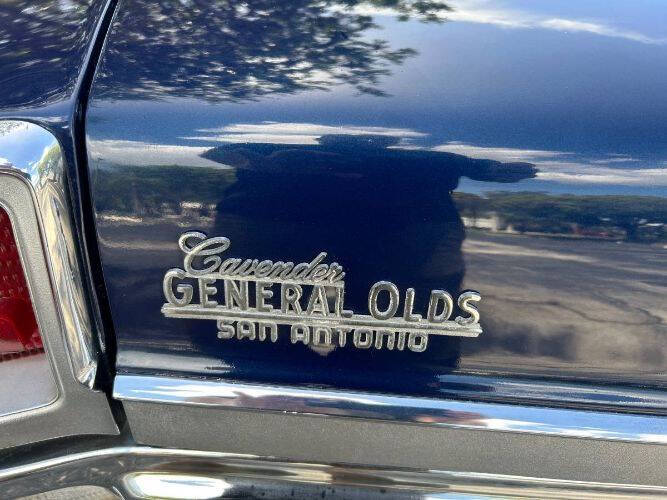 Cavender
GENERAL OLDS
SAN ANTONIO